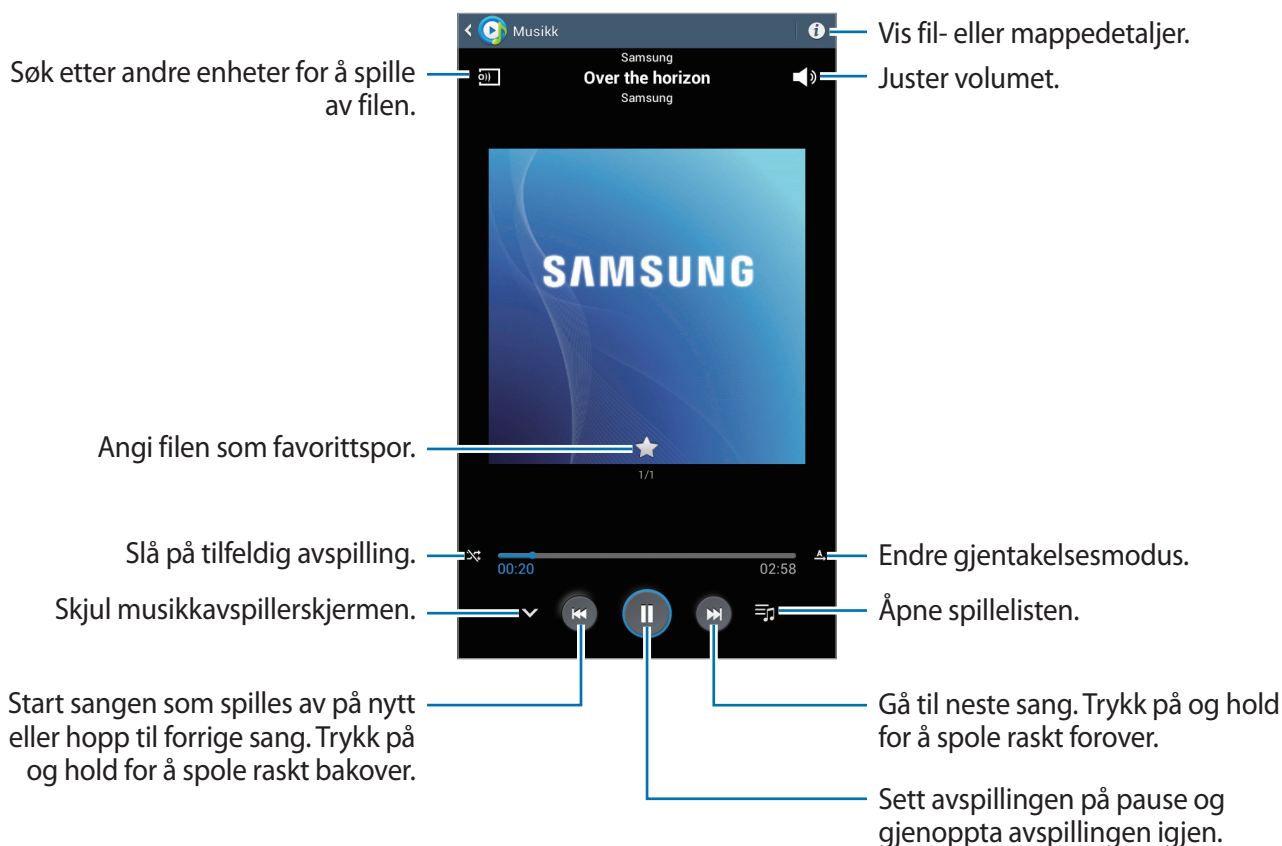 Musikk
Vis fil- eller mappedetaljer.
Samsung
Søk etter andre enheter for å spille
av filen.
Over the horizon
Juster volumet.
Samsung
SAMSUNG
Angi filen som favorittspor.
1/1
Slå på tilfeldig avspilling.
A
Endre gjentakelsesmodus.
00:20
02:58
Skjul musikkavspillerskjermen.
Åpne spillelisten.
Start sangen som spilles av på nytt
eller hopp til forrige sang. Trykk på
og hold for å spole raskt bakover.
Gå til neste sang. Trykk på og hold
for å spole raskt forover.
Sett avspillingen på pause og
gjenoppta avspillingen igjen.